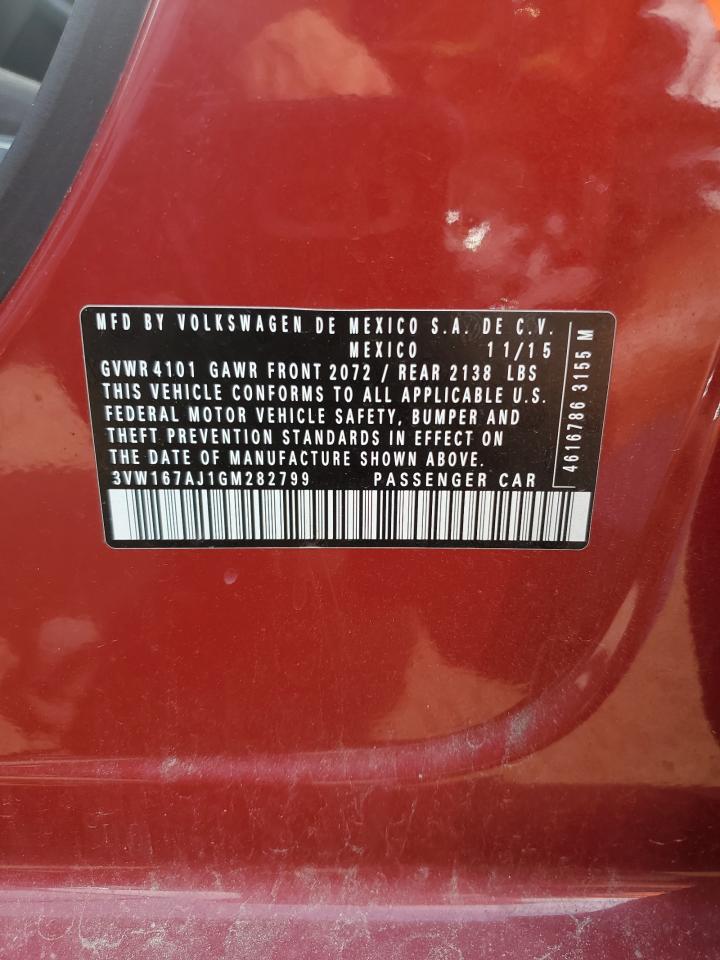 MFD BY VOLKSWAGEN DE MEXICO S.A. DE C.V.
MEXICO 11/15
GVWR 4101 GAWR FRONT 2072 / REAR 2138 LBS
THIS VEHICLE CONFORMS TO ALL APPLICABLE U.S.
FEDERAL MOTOR VEHICLE SAFETY, BUMPER AND
THEFT PREVENTION STANDARDS IN EFFECT ON
THE DATE OF MANUFACTURE SHOWN ABOVE.
3VW167AJ1GM282799 PASSENGER CAR
4616786 3155 M